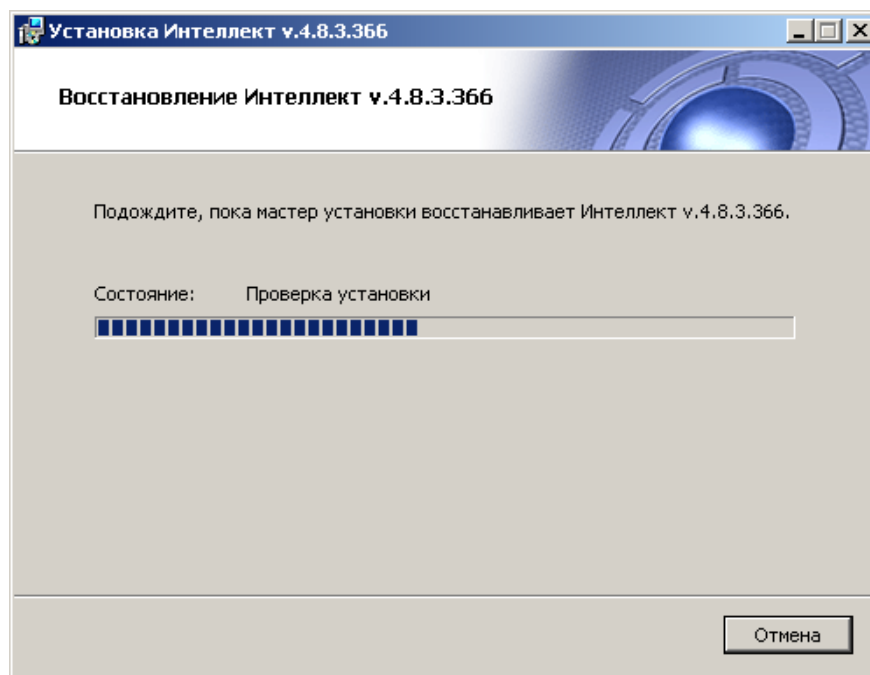 Установка Интеллект v.4.8.3.366
Восстановление Интеллект v.4.8.3.366
Подождите, пока мастер установки восстанавливает Интеллект v.4.8.3.366.
Состояние: Проверка установки
Отмена